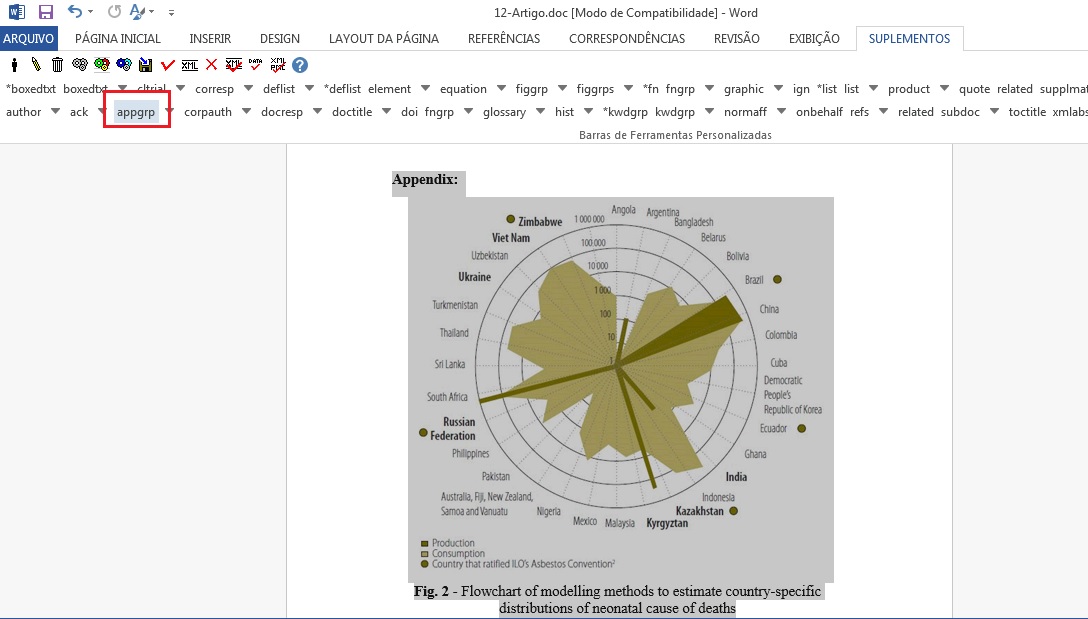 12-Artigo.doc [Modo de Compatibilidade] - Word
ARQUIVO PÁGINA INICIAL INSERIR DESIGN LAYOUT DA PÁGINA REFERÊNCIAS CORRESPONDÊNCIAS REVISÃO EXIBIÇÃO SUPLEMENTOS
*boxedtxt boxedtxt cltrial corresp deflist *deflist element equation figgrp figgrps *fn fngrp graphic ign *list list product quote related supplmat
author ack appgrp corpauth docresp doctitle doi fngrp glossary hist *kwdgrp kwdgrp normaff onbehalf refs related subdoc toctitle xmlabs
Barras de Ferramentas Personalizadas
Appendix:
Angola
Argentina
Bangladesh
Belarus
Bolivia
Brazil
China
Colombia
Cuba
Democratic
People's
Republic of Korea
Ecuador
Ghana
India
Indonesia
Kazakhstan
Kyrgyztan
Malaysia
Mexico
Nigeria
Australia, Fiji, New Zealand,
Samoa and Vanuatu
Pakistan
Philippines
Russian
Federation
South Africa
Sri Lanka
Thailand
Turkmenistan
Ukraine
Uzbekistan
Viet Nam
Zimbabwe
1 000 000
100 000
10 000
1 000
100
10
1
Production
Consumption
Country that ratified ILO's Asbestos Convention²
Fig. 2 - Flowchart of modelling methods to estimate country-specific
distributions of neonatal cause of deaths